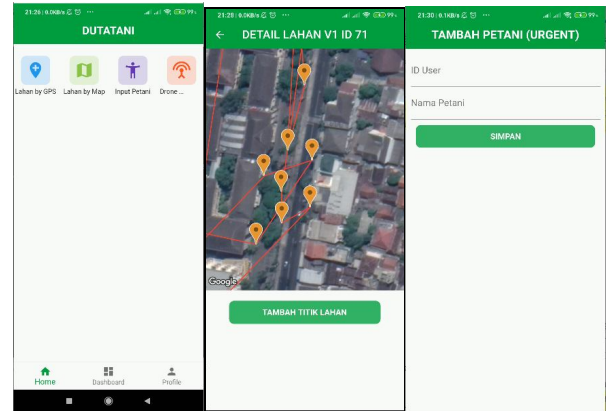 21:26 | 0.0KB/s
99
DUTATANI
Lahan by GPS
Lahan by Map
Input Petani
Drone ...
Home
Dashboard
Profile
21:28 | 0.0KB/s
99
DETAIL LAHAN V1 ID 71
Google
TAMBAH TITIK LAHAN
21:30 | 0.1KB/s
99
TAMBAH PETANI (URGENT)
ID User
Nama Petani
SIMPAN